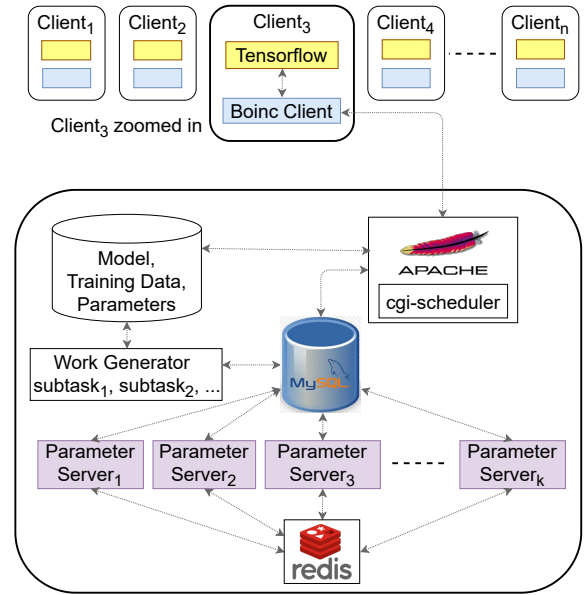 Client₁
Client₂
Client₃
Client₄
Clientₙ
Tensorflow
Boinc Client
Client₃ zoomed in
Model,
Training Data,
Parameters
APACHE
cgi-scheduler
Work Generator
subtask₁, subtask₂, ...
MySQL
Parameter
Server₁
Parameter
Server₂
Parameter
Server₃
Parameter
Serverₖ
redis